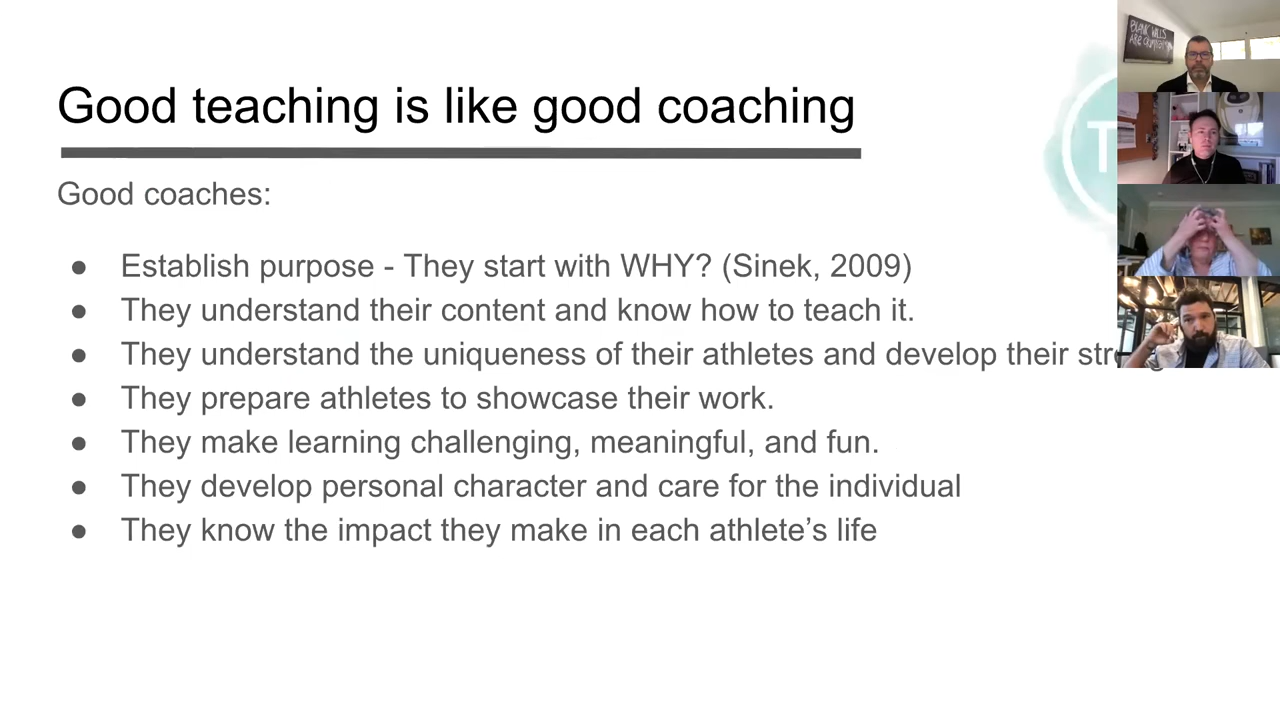 Good teaching is like good coaching
Good coaches:
● Establish purpose - They start with WHY? (Sinek, 2009)
● They understand their content and know how to teach it.
● They understand the uniqueness of their athletes and develop their
● They prepare athletes to showcase their work.
● They make learning challenging, meaningful, and fun.
● They develop personal character and care for the individual
● They know the impact they make in each athlete’s life
T
BLANK WALLS
ARE